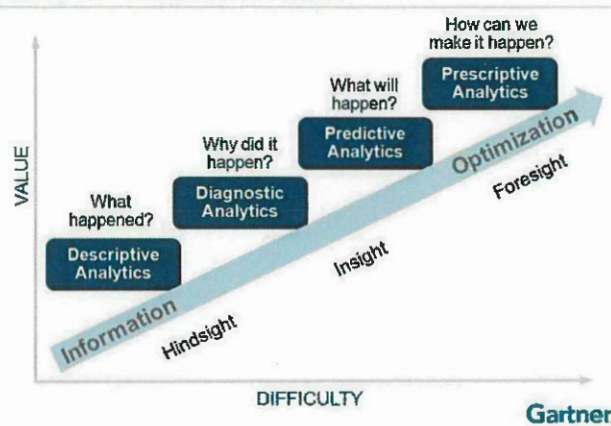 How can we
make it happen?
Prescriptive
Analytics
What will
happen?
Predictive
Analytics
Optimization
Foresight
Why did it
happen?
Diagnostic
Analytics
Insight
What
happened?
Descriptive
Analytics
Information
Hindsight
VALUE
DIFFICULTY
Gartner